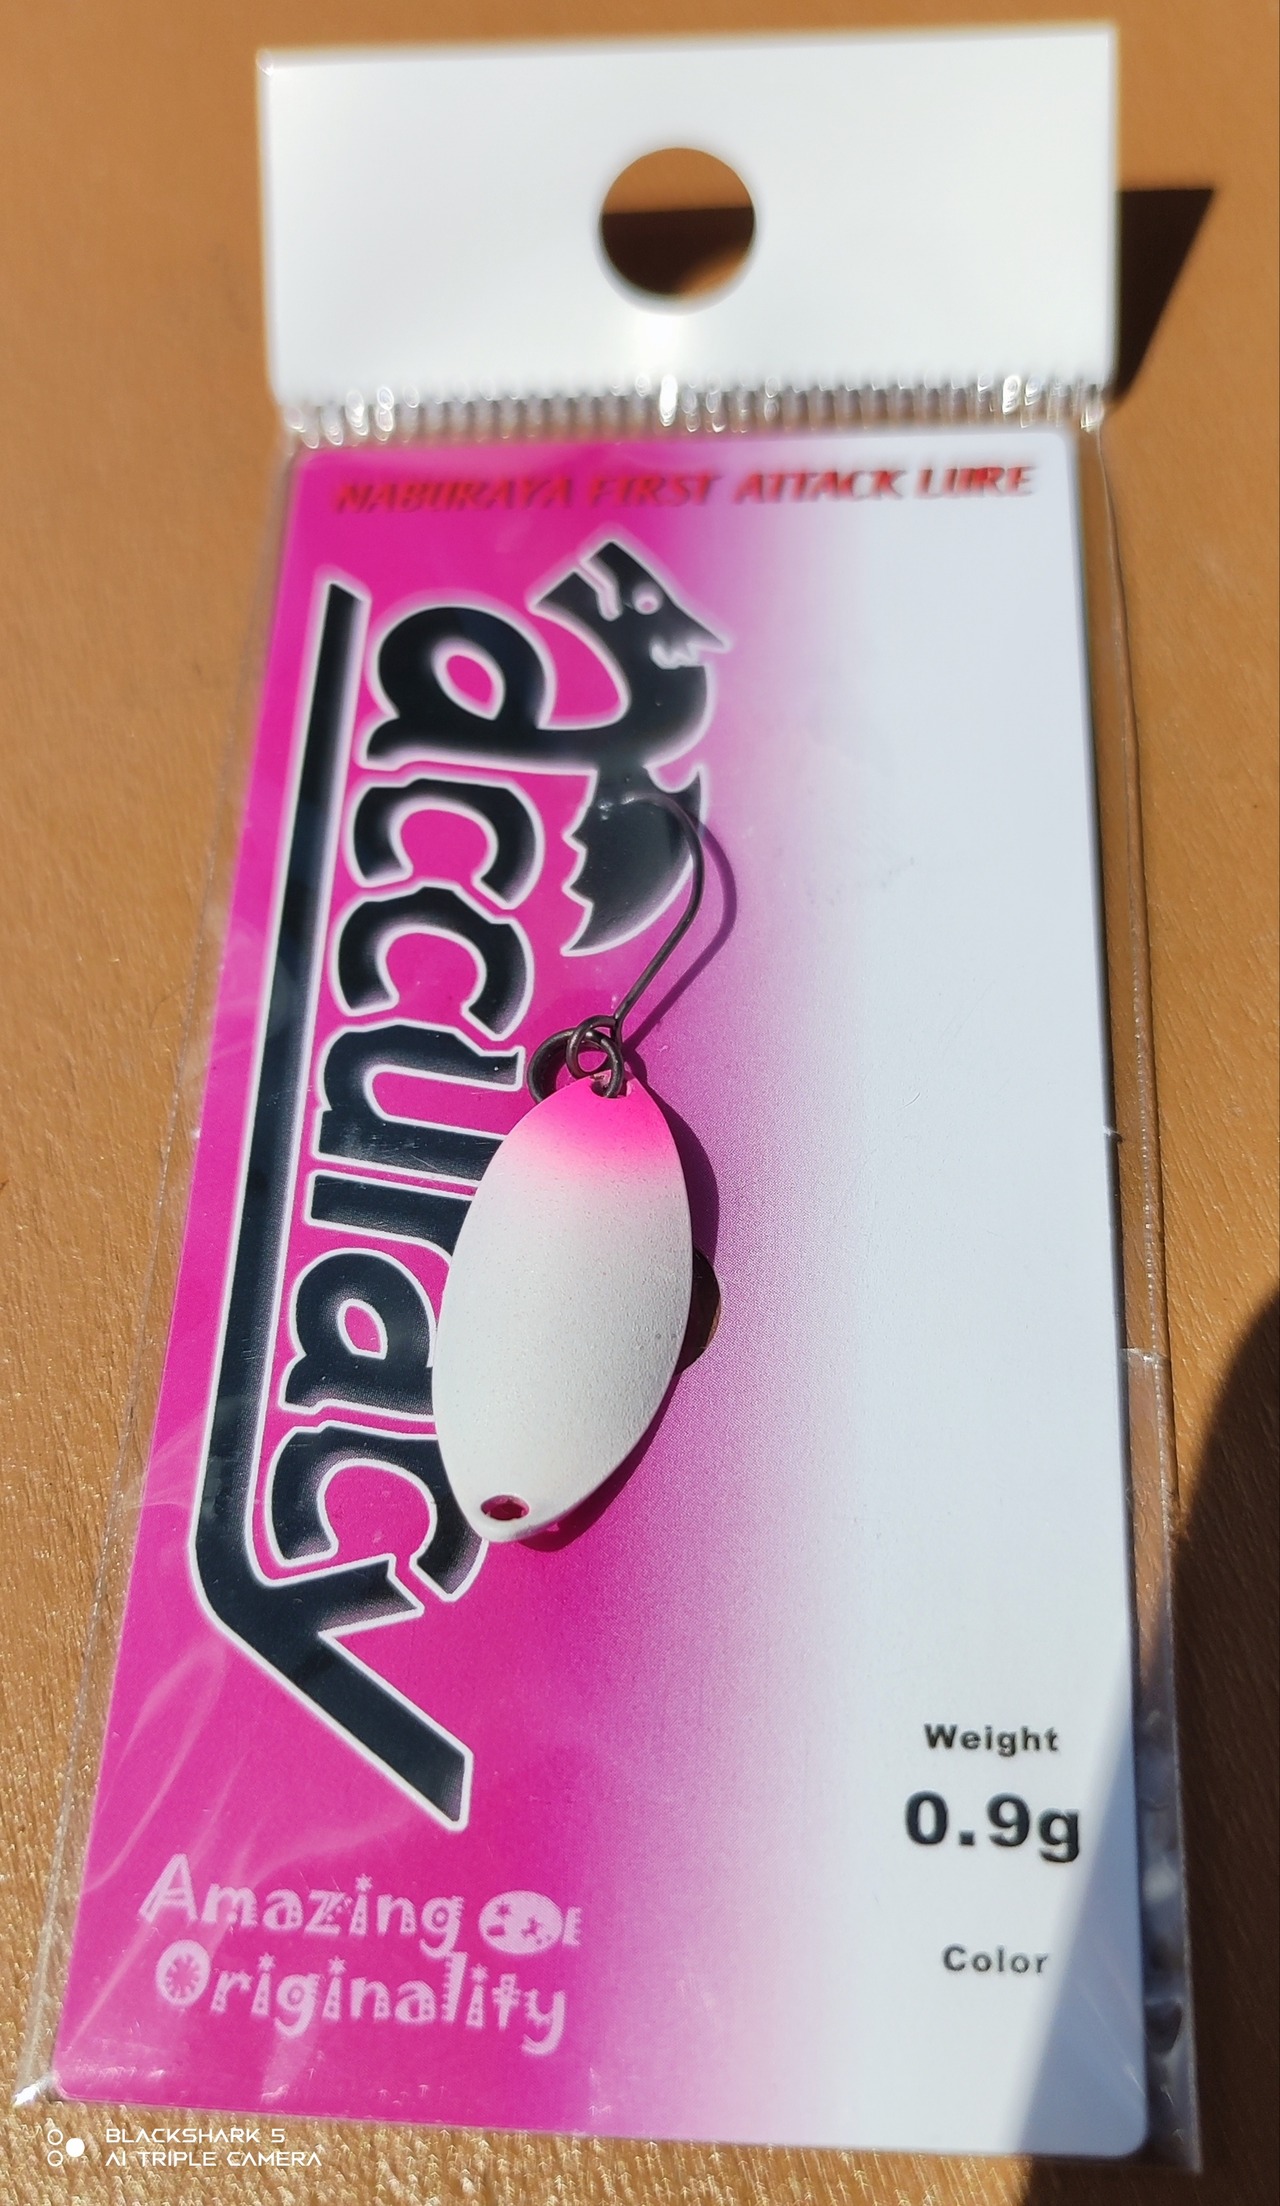 NABURAYA FIRST ATTACK LURE
accuracy
Weight
0.9g
Color
Amazing
Originality
BLACKSHARK 5
AI TRIPLE CAMERA